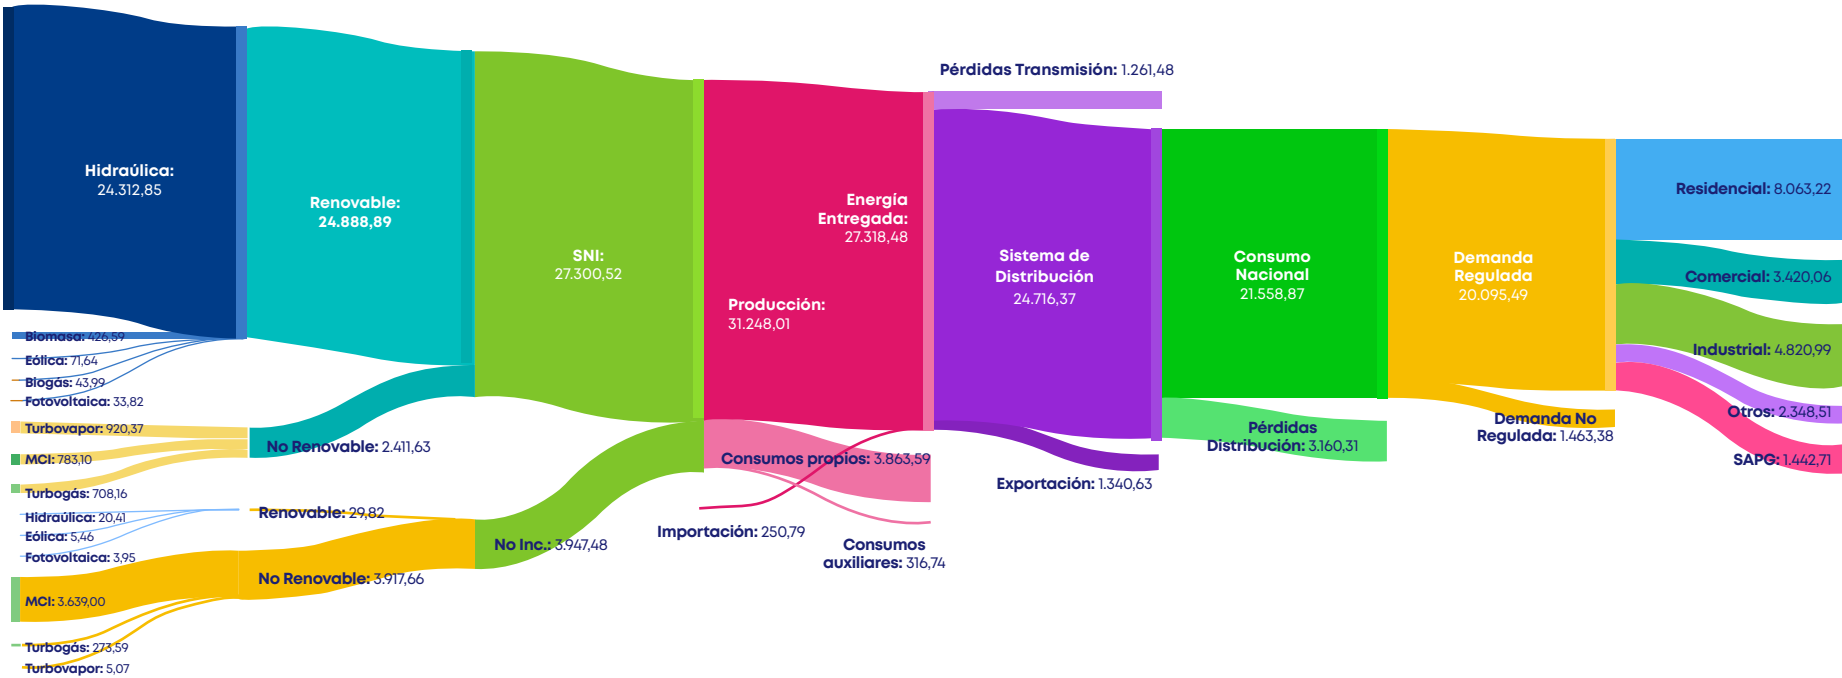 Hidraúlica:
24.312,85
Biomasa: 426,59
Eólica: 71,64
Biogás: 43,99
Fotovoltaica: 33,82
Turbovapor: 920,37
MCI: 783,10
Turbogás: 708,16
Hidraúlica: 20,41
Eólica: 5,46
Fotovoltaica: 3,95
MCI: 3.639,00
Turbogás: 273,59
Turbovapor: 5,07
Renovable:
24.888,89
No Renovable: 2.411,63
Renovable: 29,82
No Renovable: 3.917,66
SNI:
27.300,52
No Inc.: 3.947,48
Energía
Entregada:
27.318,48
Producción:
31.248,01
Consumos propios: 3.863,59
Importación: 250,79
Consumos
auxiliares: 316,74
Pérdidas Transmisión: 1.261,48
Sistema de
Distribución
24.716,37
Exportación: 1.340,63
Consumo
Nacional
21.558,87
Pérdidas
Distribución: 3.160,31
Demanda
Regulada
20.095,49
Demanda No
Regulada: 1.463,38
Residencial: 8.063,22
Comercial: 3.420,06
Industrial: 4.820,99
Otros: 2.348,51
SAPG: 1.442,71